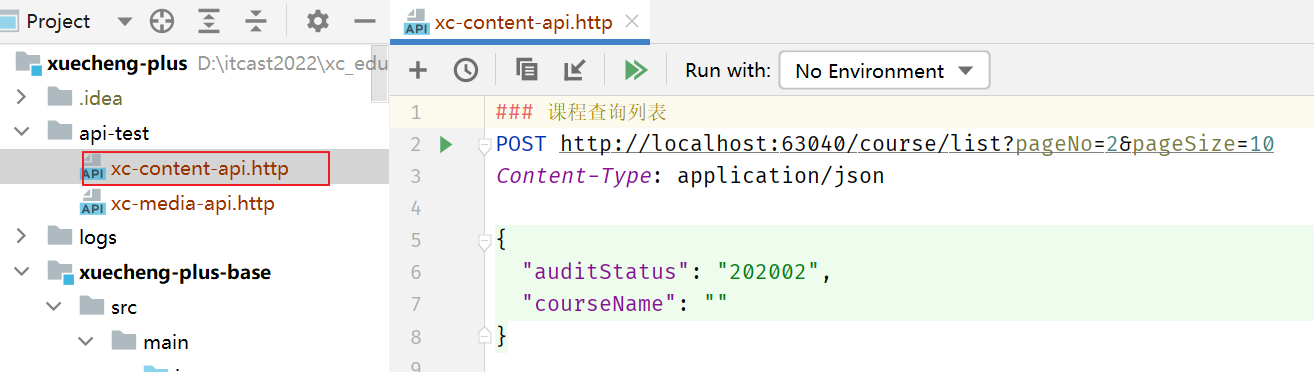 Project
xuecheng-plus D:\itcast2022\xc_edu
.idea
api-test
API xc-content-api.http
API xc-media-api.http
logs
xuecheng-plus-base
src
main
API xc-content-api.http
Run with: No Environment
1 ### 课程查询列表
2 POST http://localhost:63040/course/list?pageNo=2&pageSize=10
3 Content-Type: application/json
4
5 {
6 "auditStatus": "202002",
7 "courseName": ""
8 }
9